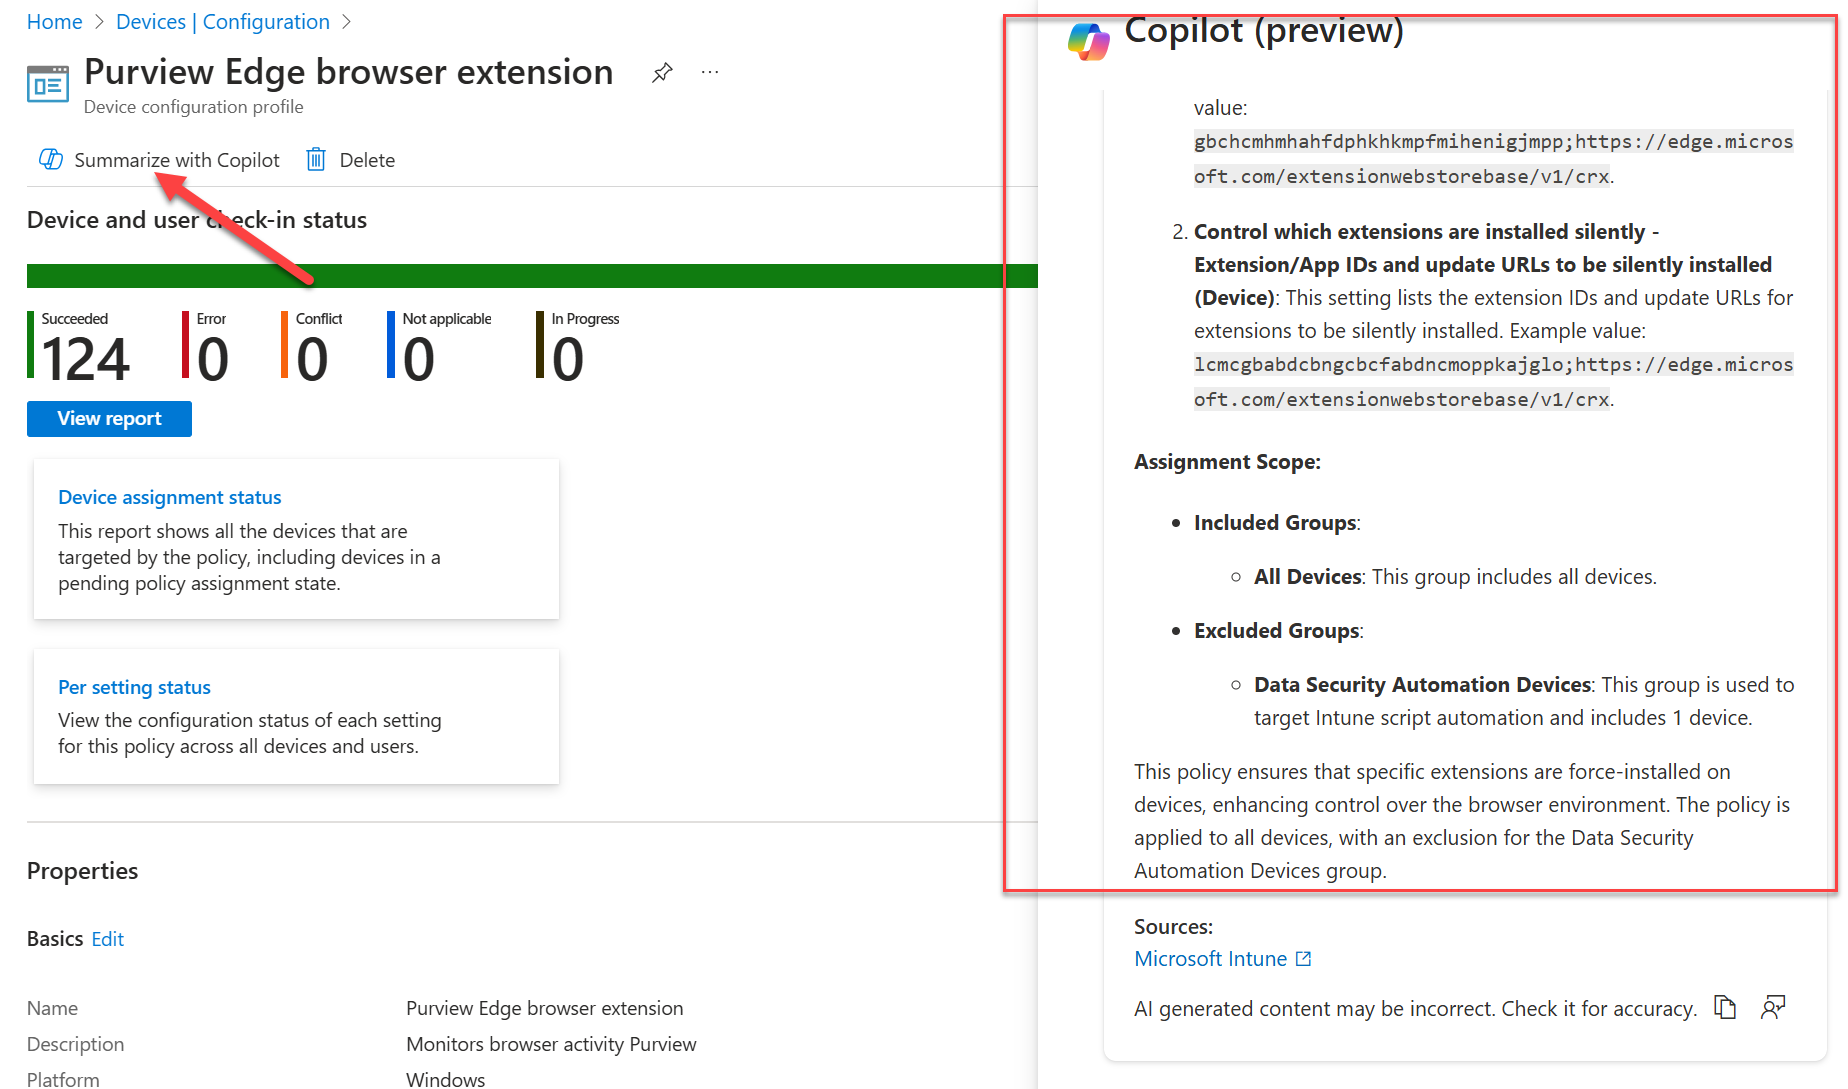 Home > Devices | Configuration >
Purview Edge browser extension
...
Device configuration profile
Summarize with Copilot
Delete
Device and user check-in status
Succeeded
124
Error
0
Conflict
0
Not applicable
0
In Progress
0
View report
Device assignment status
This report shows all the devices that are
targeted by the policy, including devices in a
pending policy assignment state.
Per setting status
View the configuration status of each setting
for this policy across all devices and users.
Properties
Basics Edit
Name Purview Edge browser extension
Description Monitors browser activity Purview
Platform Windows
Copilot (preview)
value:
gbchcmhmhahfdphkhkmpfmihenigjmpp;https://edge.micros
oft.com/extensionwebstorebase/v1/crx.
2. Control which extensions are installed silently -
Extension/App IDs and update URLs to be silently installed
(Device): This setting lists the extension IDs and update URLs for
extensions to be silently installed. Example value:
lcmcgbabdcbngcbcfabdncmoppkajglo;https://edge.micros
oft.com/extensionwebstorebase/v1/crx.
Assignment Scope:
• Included Groups:
○ All Devices: This group includes all devices.
• Excluded Groups:
○ Data Security Automation Devices: This group is used to
target Intune script automation and includes 1 device.
This policy ensures that specific extensions are force-installed on
devices, enhancing control over the browser environment. The policy is
applied to all devices, with an exclusion for the Data Security
Automation Devices group.
Sources:
Microsoft Intune
AI generated content may be incorrect. Check it for accuracy.